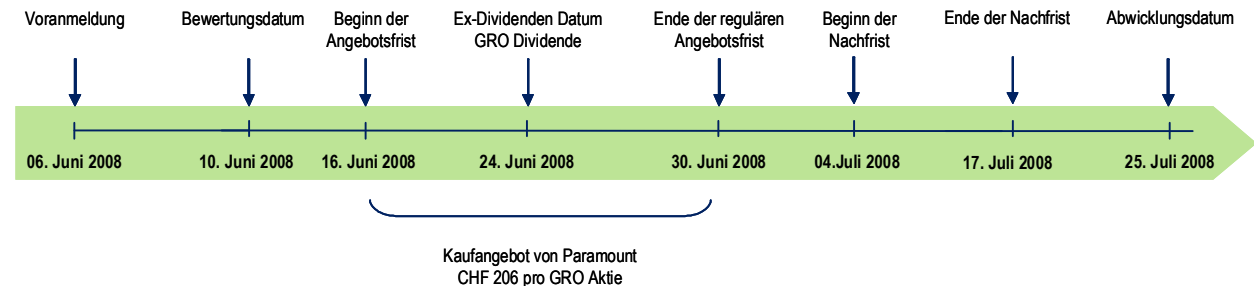 Voranmeldung
Bewertungsdatum
Beginn der
Angebotsfrist
Ex-Dividenden Datum
GRO Dividende
Ende der regulären
Angebotsfrist
Beginn der
Nachfrist
Ende der Nachfrist
Abwicklungsdatum
06. Juni 2008
10. Juni 2008
16. Juni 2008
24. Juni 2008
30. Juni 2008
04.Juli 2008
17. Juli 2008
25. Juli 2008
Kaufangebot von Paramount
CHF 206 pro GRO Aktie